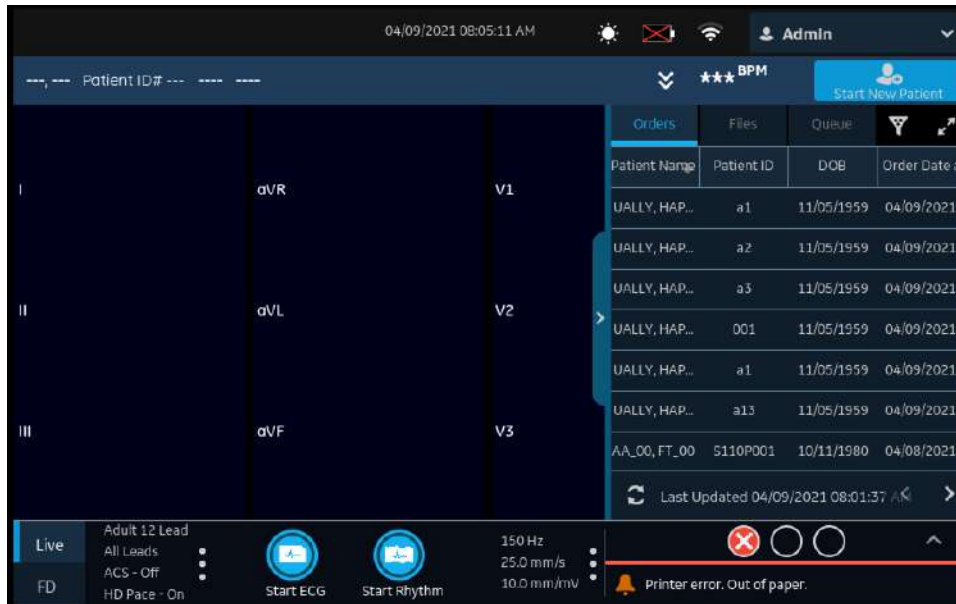 04/09/2021 08:05:11 AM
Admin
---, --- Patient ID# --- ---- ----
*** BPM
Start New Patient
Orders Files Queue
Patient Name Patient ID DOB Order Date
UALLY, HAP... a1 11/05/1959 04/09/2021
UALLY, HAP... a2 11/05/1959 04/09/2021
UALLY, HAP... a3 11/05/1959 04/09/2021
UALLY, HAP... 001 11/05/1959 04/09/2021
UALLY, HAP... a1 11/05/1959 04/09/2021
UALLY, HAP... a13 11/05/1959 04/09/2021
AA_00, FT_00 S110P001 10/11/1980 04/08/2021
Last Updated 04/09/2021 08:01:37 AM
I aVR V1
II aVL V2
III aVF V3
Live
FD
Adult 12 Lead
All Leads
ACS - Off
HD Pace - On
Start ECG
Start Rhythm
150 Hz
25.0 mm/s
10.0 mm/mV
Printer error. Out of paper.